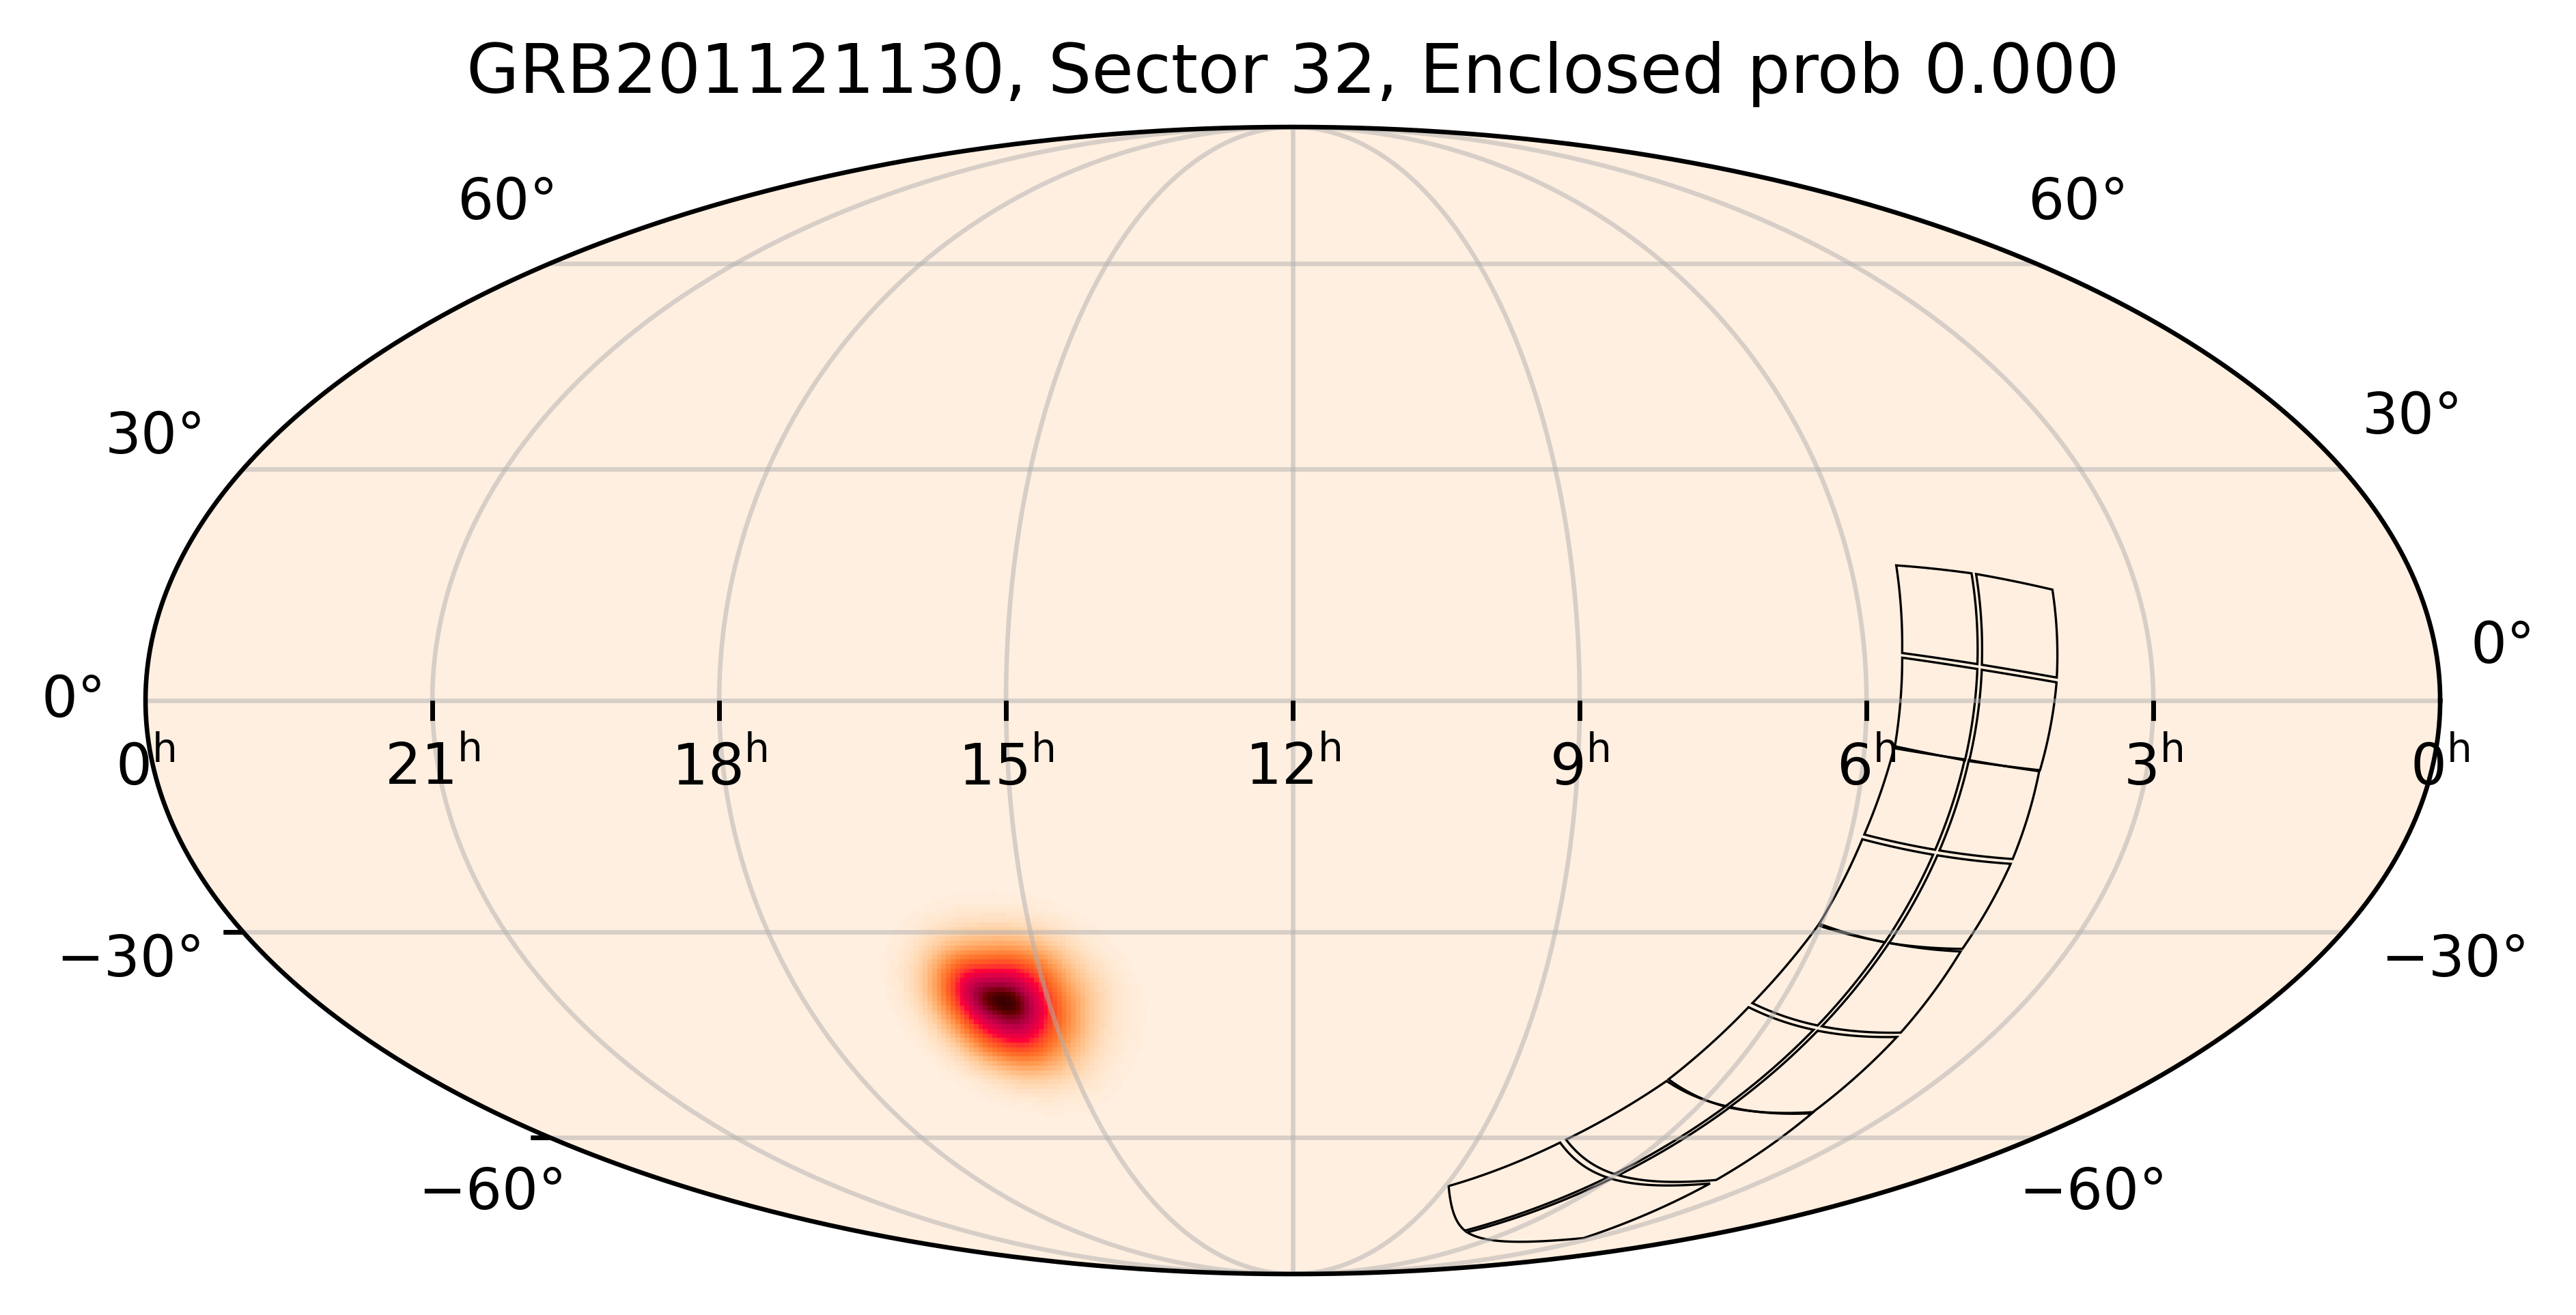 GRB201121130, Sector 32, Enclosed prob 0.000
60° 60°
30° 30°
0° 0°
0ʰ 21ʰ 18ʰ 15ʰ 12ʰ 9ʰ 6ʰ 3ʰ 0ʰ
−30° −30°
−60° −60°